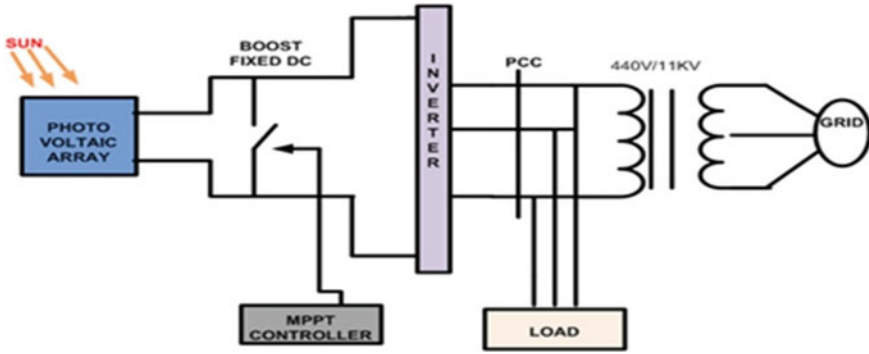 SUN
BOOST
FIXED DC
PHOTO
VOLTAIC
ARRAY
INVERTER
PCC
440V/11KV
GRID
MPPT
CONTROLLER
LOAD